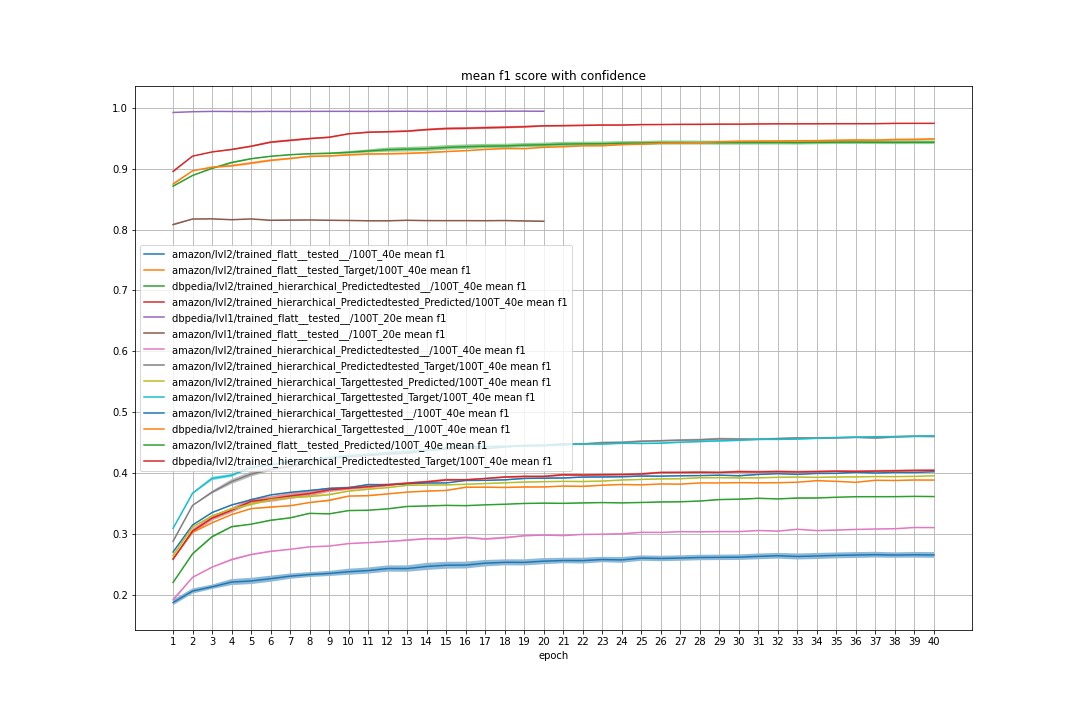 mean f1 score with confidence
1.0
0.9
0.8
0.7
0.6
0.5
0.4
0.3
0.2
amazon/lvl2/trained_flatt__tested__/100T_40e mean f1
amazon/lvl2/trained_flatt__tested_Target/100T_40e mean f1
dbpedia/lvl2/trained_hierarchical_Predictedtested__/100T_40e mean f1
amazon/lvl2/trained_hierarchical_Predictedtested_Predicted/100T_40e mean f1
dbpedia/lvl1/trained_flatt__tested__/100T_20e mean f1
amazon/lvl1/trained_flatt__tested__/100T_20e mean f1
amazon/lvl2/trained_hierarchical_Predictedtested__/100T_40e mean f1
amazon/lvl2/trained_hierarchical_Predictedtested_Target/100T_40e mean f1
amazon/lvl2/trained_hierarchical_Targettested_Predicted/100T_40e mean f1
amazon/lvl2/trained_hierarchical_Targettested_Target/100T_40e mean f1
amazon/lvl2/trained_hierarchical_Targettested__/100T_40e mean f1
dbpedia/lvl2/trained_hierarchical_Targettested__/100T_40e mean f1
amazon/lvl2/trained_flatt__tested_Predicted/100T_40e mean f1
dbpedia/lvl2/trained_hierarchical_Predictedtested_Target/100T_40e mean f1
1 2 3 4 5 6 7 8 9 10 11 12 13 14 15 16 17 18 19 20 21 22 23 24 25 26 27 28 29 30 31 32 33 34 35 36 37 38 39 40
epoch